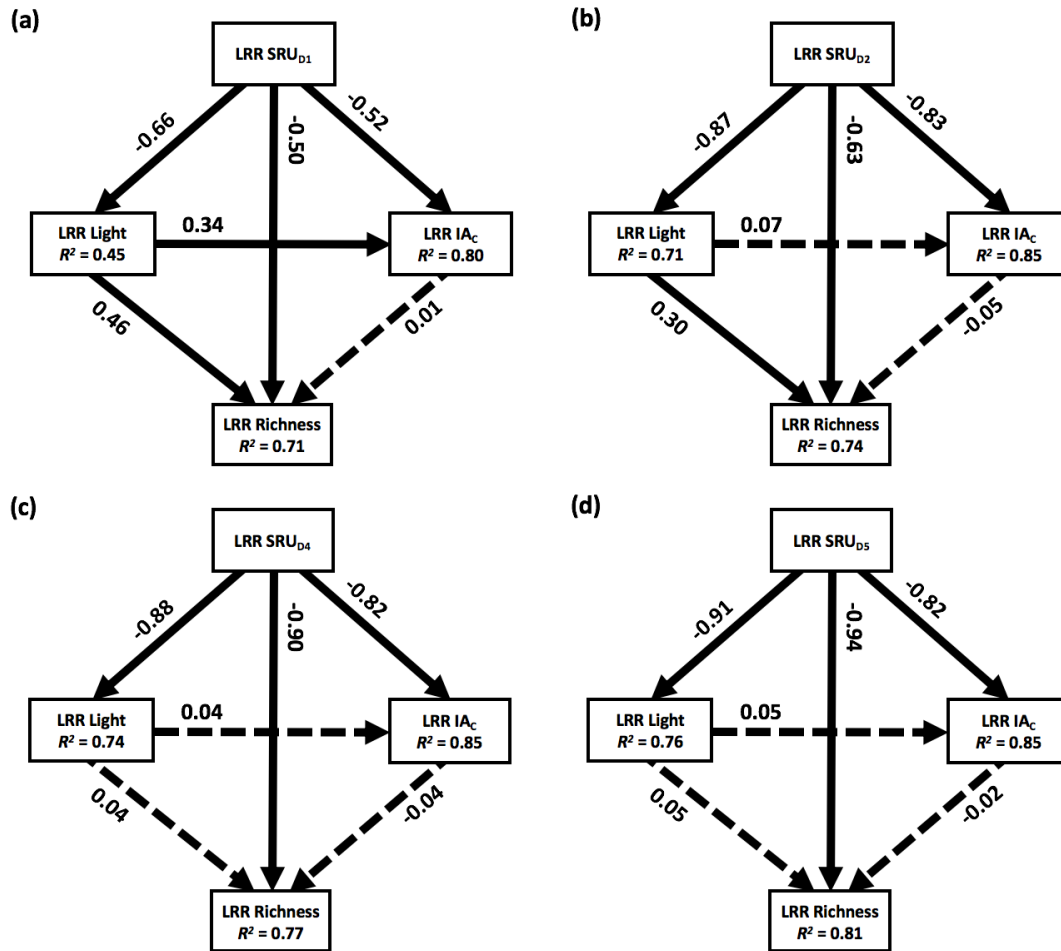 (a)
LRR SRU_D1
-0.66
-0.50
-0.52
LRR Light
R² = 0.45
0.34
LRR IA_C
R² = 0.80
0.46
0.01
LRR Richness
R² = 0.71
(b)
LRR SRU_D2
-0.87
-0.63
-0.83
LRR Light
R² = 0.71
0.07
LRR IA_C
R² = 0.85
0.30
-0.05
LRR Richness
R² = 0.74
(c)
LRR SRU_D4
-0.88
-0.90
-0.82
LRR Light
R² = 0.74
0.04
LRR IA_C
R² = 0.85
0.04
-0.04
LRR Richness
R² = 0.77
(d)
LRR SRU_D5
-0.91
-0.94
-0.82
LRR Light
R² = 0.76
0.05
LRR IA_C
R² = 0.85
0.05
-0.02
LRR Richness
R² = 0.81